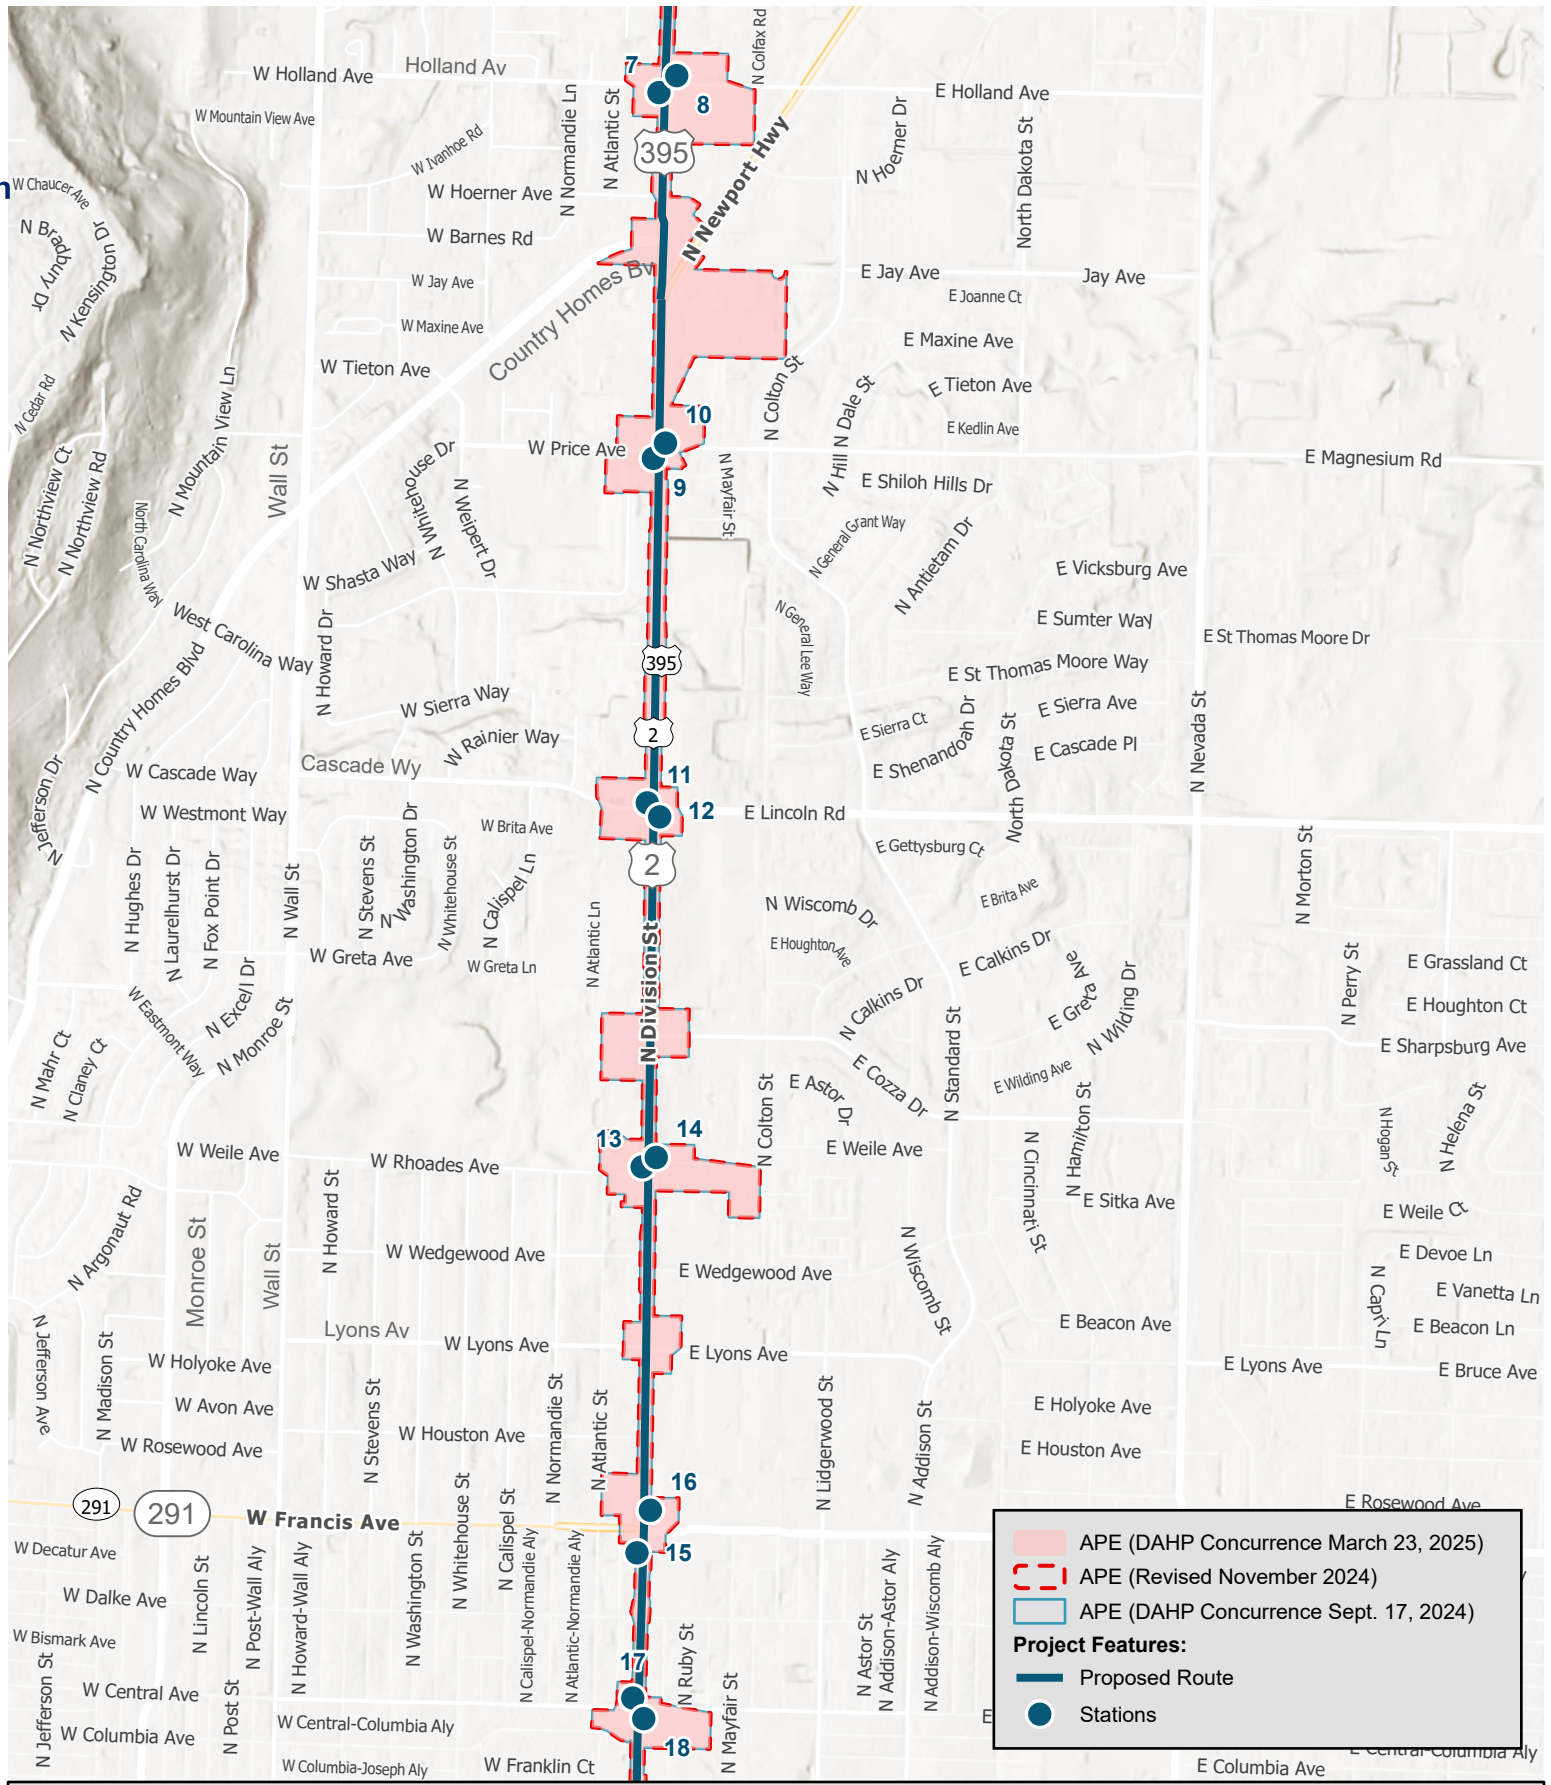 7
8
N Colfax Rd
W Holland Ave
Holland Av
E Holland Ave
W Mountain View Ave
N Normandie Ln
N Atlantic St
W Ivanhoe Rd
395
N Newport Hwy
N Hoerner Dr
North Dakota St
W Chaucer Ave
n
W Hoerner Ave
N Bradbury Dr
N Kensington Dr
W Barnes Rd
W Jay Ave
Country Homes Bv
E Jay Ave
Jay Ave
E Joanne Ct
W Maxine Ave
E Maxine Ave
W Tieton Ave
N Colton St
E Tieton Ave
N Cedar Rd
N Mountain View Ln
N Hill N Dale St
10
E Kedlin Ave
Wall St
N Whitehouse Dr
W Price Ave
E Magnesium Rd
N Northview Ct
N Northview Rd
N Weipert Dr
9
N Mayfair St
E Shiloh Hills Dr
North Carolina Way
N General Grant Way
N Antietam Dr
W Shasta Way
E Vicksburg Ave
West Carolina Way
N Howard Dr
N General Lee Way
E Sumter Way
E St Thomas Moore Dr
395
E St Thomas Moore Way
N Country Homes Blvd
W Sierra Way
E Sierra Ct
E Shenandoah Dr
E Sierra Ave
N Nevada St
2
W Rainier Way
North Dakota St
E Cascade Pl
N Jefferson Dr
W Cascade Way
Cascade Wy
11
12
W Westmont Way
E Lincoln Rd
W Brita Ave
N Hughes Dr
N Laurelhurst Dr
N Fox Point Dr
N Wall St
N Stevens St
N Washington Dr
N Whitehouse St
N Calispel Ln
2
E Gettysburg Ct
N Morton St
E Brita Ave
N Wiscomb Dr
N Atlantic Ln
N Division St
E Houghton Ave
W Greta Ave
W Greta Ln
E Calkins Dr
E Greta Ave
N Wilding Dr
N Perry St
E Grassland Ct
N Excell Dr
W Eastmont Way
N Monroe St
N Calkins Dr
N Standard St
E Houghton Ct
E Sharpsburg Ave
N Mahr Ct
N Claney Ct
E Cozza Dr
E Astor Dr
E Wilding Ave
N Hamilton St
N Colton St
N Hogan St
N Helena St
13
14
W Weile Ave
W Rhoades Ave
E Weile Ave
N Cincinnati St
N Argonaut Rd
N Howard St
E Sitka Ave
E Weile Ct
Monroe St
Wall St
W Wedgewood Ave
N Wiscomb St
E Devoe Ln
E Wedgewood Ave
N Capri Ln
E Vanetta Ln
N Jefferson Ave
N Madison St
Lyons Av
W Lyons Ave
E Beacon Ave
E Beacon Ln
W Holyoke Ave
E Lyons Ave
E Lyons Ave
E Bruce Ave
W Avon Ave
N Stevens St
N Normandie St
N Atlantic St
N Lidgerwood St
N Addison St
E Holyoke Ave
W Rosewood Ave
W Houston Ave
E Houston Ave
16
N Whitehouse St
N Calispel St
291
291
W Francis Ave
E Rosewood Ave
15
W Decatur Ave
N Lincoln St
N Post-Wall Aly
N Howard-Wall Aly
N Washington St
N Calispel-Normandie Aly
N Atlantic-Normandie Aly
N Addison-Astor Aly
N Addison-Wiscomb Aly
W Dalke Ave
W Bismark Ave
N Astor St
17
N Ruby St
N Jefferson St
N Post St
N Mayfair St
W Central Ave
W Columbia Ave
W Central-Columbia Aly
18
W Columbia-Joseph Aly
W Franklin Ct
E
E Central-Columbia Aly
E Columbia Ave
APE (DAHP Concurrence March 23, 2025)
APE (Revised November 2024)
APE (DAHP Concurrence Sept. 17, 2024)
Project Features:
Proposed Route
Stations